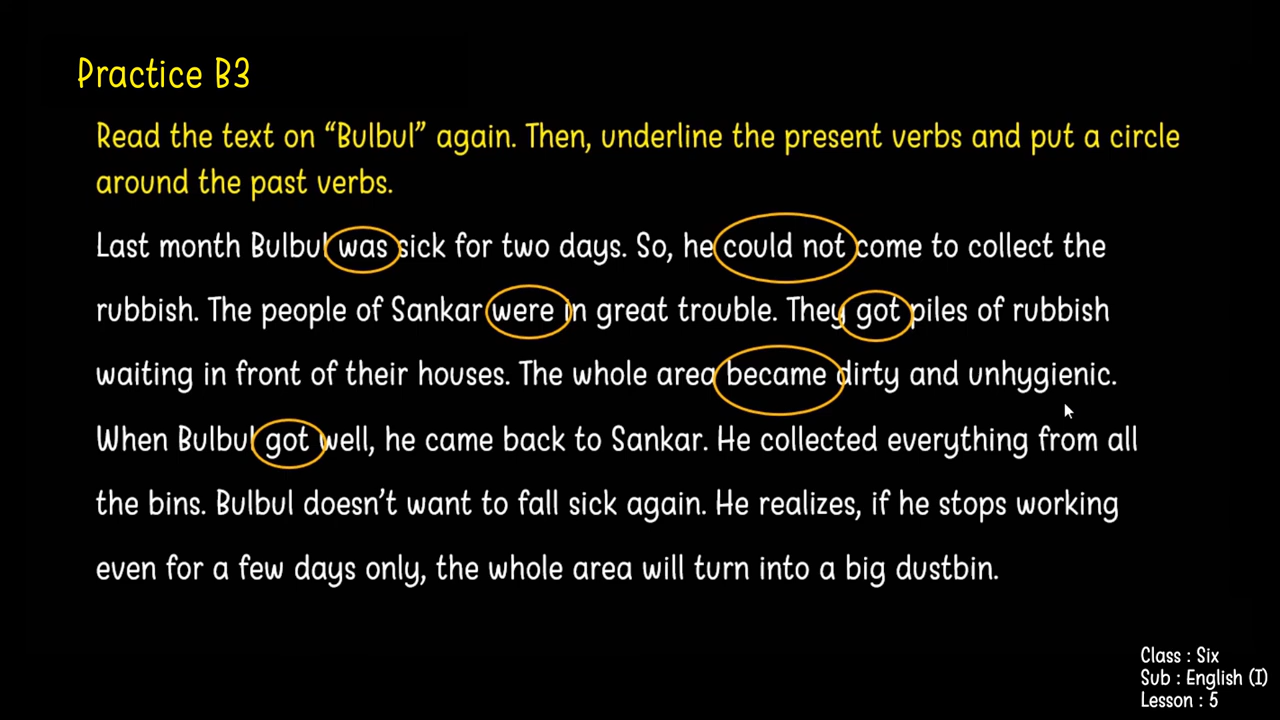 Practice B3
Read the text on “Bulbul” again. Then, underline the present verbs and put a circle
around the past verbs.
Last month Bulbul was sick for two days. So, he could not come to collect the
rubbish. The people of Sankar were in great trouble. They got piles of rubbish
waiting in front of their houses. The whole area became dirty and unhygienic.
When Bulbul got well, he came back to Sankar. He collected everything from all
the bins. Bulbul doesn’t want to fall sick again. He realizes, if he stops working
even for a few days only, the whole area will turn into a big dustbin.
Class : Six
Sub : English (I)
Lesson : 5